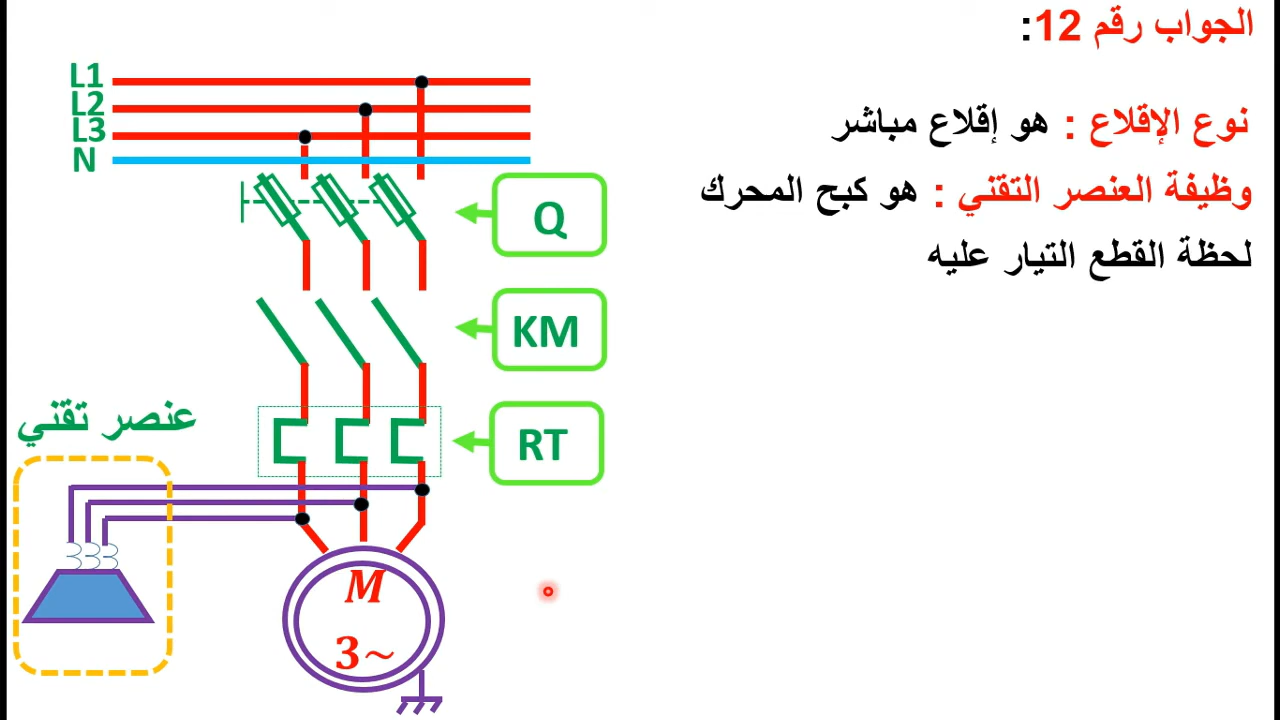 الجواب رقم 12:
نوع الإقلاع : هو إقلاع مباشر
وظيفة العنصر التقني : هو كبح المحرك
لحظة القطع التيار عليه
L1
L2
L3
N
Q
KM
RT
عنصر تقني
M
3~